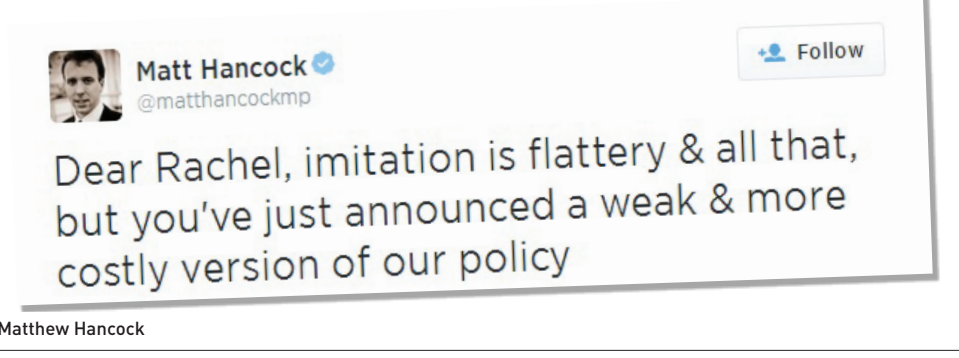 Matt Hancock
@matthancockmp
Follow
Dear Rachel, imitation is flattery & all that,
but you've just announced a weak & more
costly version of our policy
Matthew Hancock